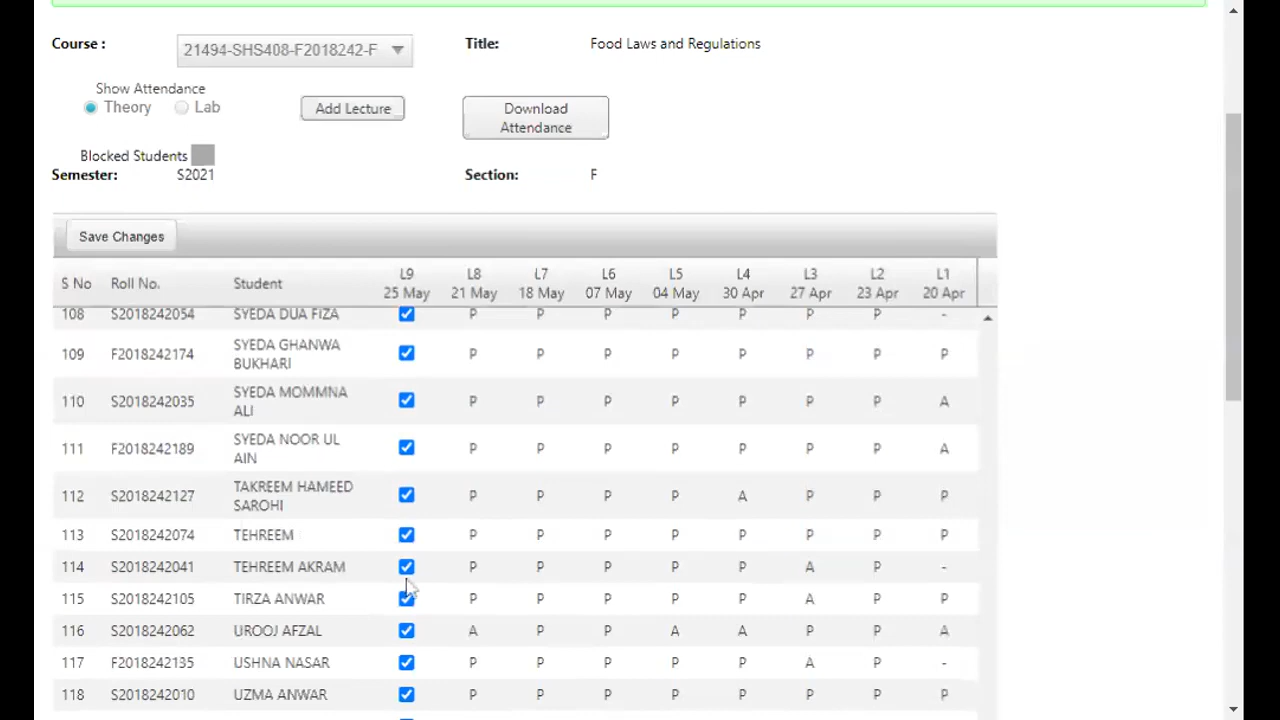 Course : 21494-SHS408-F2018242-F Title: Food Laws and Regulations
Show Attendance
Theory Lab Add Lecture Download Attendance
Blocked Students
Semester: S2021 Section: F
Save Changes
S No Roll No. Student L9 25 May L8 21 May L7 18 May L6 07 May L5 04 May L4 30 Apr L3 27 Apr L2 23 Apr L1 20 Apr
108 S2018242054 SYEDA DUA FIZA P P P P P P P -
109 F2018242174 SYEDA GHANWA BUKHARI P P P P P P P P
110 S2018242035 SYEDA MOMMNA ALI P P P P P P P A
111 F2018242189 SYEDA NOOR UL AIN P P P P P P P A
112 S2018242127 TAKREEM HAMEED SAROHI P P P P A P P P
113 S2018242074 TEHREEM P P P P P P P P
114 S2018242041 TEHREEM AKRAM P P P P P A P -
115 S2018242105 TIRZA ANWAR P P P P P A P P
116 S2018242062 UROOJ AFZAL A P P A A P P A
117 F2018242135 USHNA NASAR P P P P P A P -
118 S2018242010 UZMA ANWAR P P P P P P P P